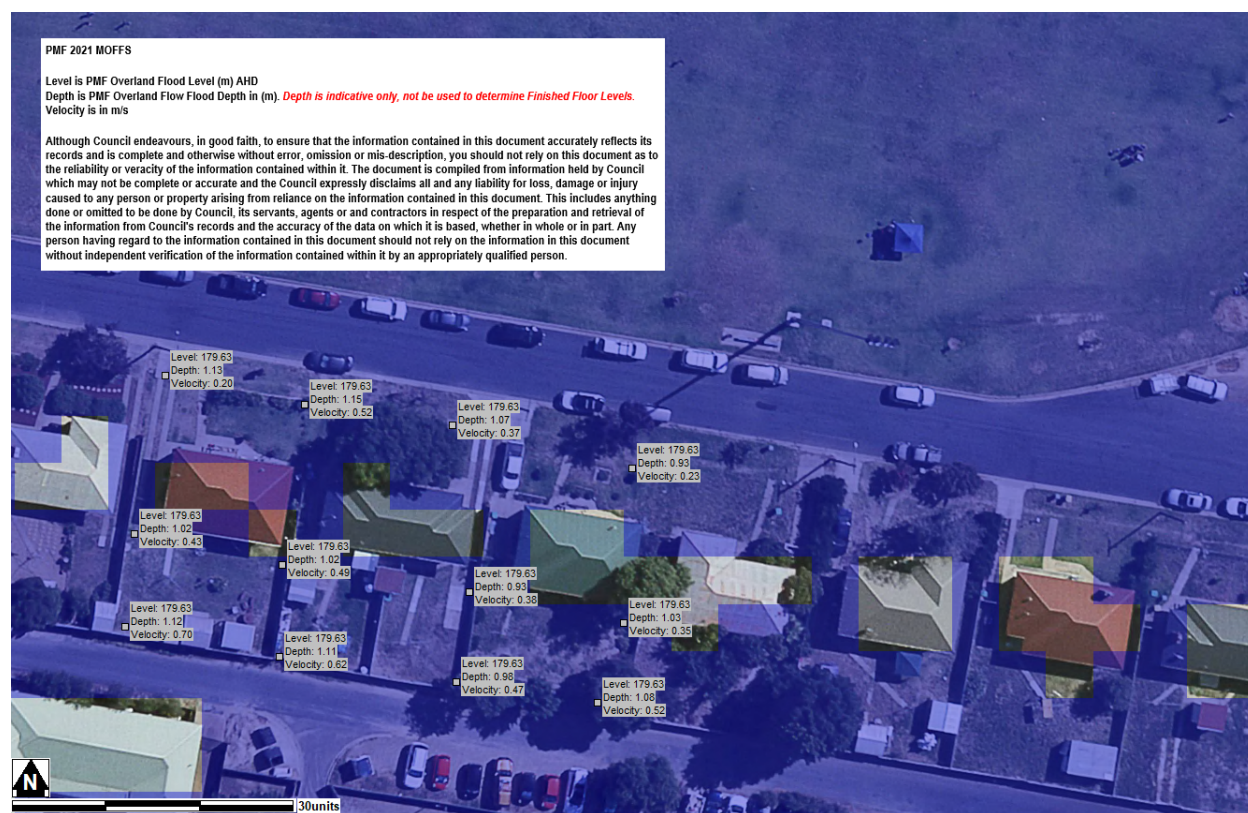 PMF 2021 MOFFS
Level is PMF Overland Flood Level (m) AHD
Depth is PMF Overland Flow Flood Depth in (m). Depth is indicative only, not be used to determine Finished Floor Levels.
Velocity is in m/s
Although Council endeavours, in good faith, to ensure that the information contained in this document accurately reflects its
records and is complete and otherwise without error, omission or mis-description, you should not rely on this document as to
the reliability or veracity of the information contained within it. The document is compiled from information held by Council
which may not be complete or accurate and the Council expressly disclaims all and any liability for loss, damage or injury
caused to any person or property arising from reliance on the information contained in this document. This includes anything
done or omitted to be done by Council, its servants, agents or and contractors in respect of the preparation and retrieval of
the information from Council's records and the accuracy of the data on which it is based, whether in whole or in part. Any
person having regard to the information contained in this document should not rely on the information in this document
without independent verification of the information contained within it by an appropriately qualified person.
Level: 179.63
Depth: 1.13
Velocity: 0.20
Level: 179.63
Depth: 1.15
Velocity: 0.52
Level: 179.63
Depth: 1.07
Velocity: 0.37
Level: 179.63
Depth: 0.93
Velocity: 0.23
Level: 179.63
Depth: 1.02
Velocity: 0.43
Level: 179.63
Depth: 1.02
Velocity: 0.49
Level: 179.63
Depth: 0.93
Velocity: 0.38
Level: 179.63
Depth: 1.03
Velocity: 0.35
Level: 179.63
Depth: 1.12
Velocity: 0.70
Level: 179.63
Depth: 1.11
Velocity: 0.62
Level: 179.63
Depth: 0.98
Velocity: 0.47
Level: 179.63
Depth: 1.08
Velocity: 0.52
N
30units